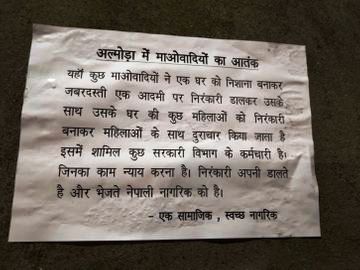 अल्मोड़ा में माओवादियों का आतंक
यहाँ कुछ माओवादियों ने एक घर को निशाना बनाकर
जबरदस्ती एक आदमी पर निरंकारी डालकर उसके
साथ उसके घर की कुछ महिलाओं को निरंकारी
बनाकर महिलाओं के साथ दुराचार किया जाता है
इसमें शामिल कुछ सरकारी विभाग के कर्मचारी है।
जिनका काम न्याय करना है। निरंकारी अपनी डालते
है और भेजते नेपाली नागरिक को है।
- एक सामाजिक, स्वच्छ नागरिक